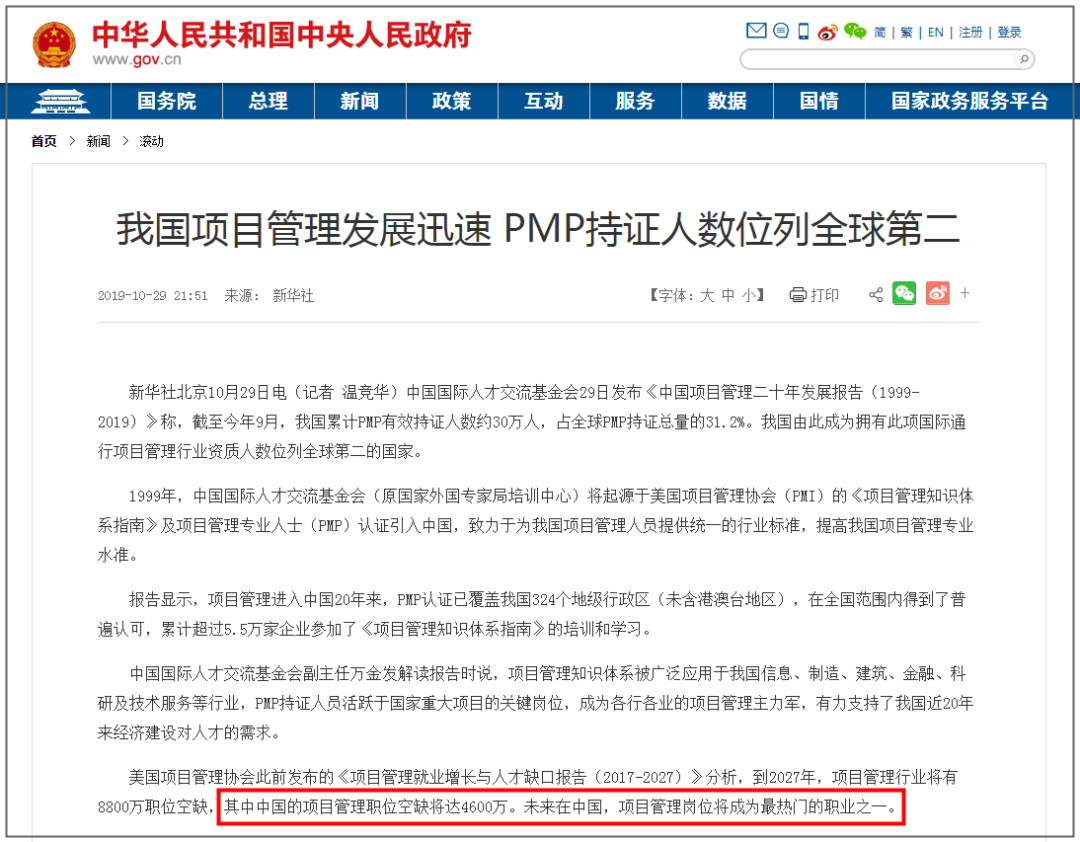 中华人民共和国中央人民政府
www.gov.cn
简 | 繁 | EN | 注册 | 登录
国务院 总理 新闻 政策 互动 服务 数据 国情 国家政务服务平台
首页 > 新闻 > 滚动
我国项目管理发展迅速 PMP持证人数位列全球第二
2019-10-29 21:51 来源： 新华社
【字体：大 中 小】 打印 +
新华社北京10月29日电（记者 温竞华）中国国际人才交流基金会29日发布《中国项目管理二十年发展报告（1999-
2019）》称，截至今年9月，我国累计PMP有效持证人数约30万人，占全球PMP持证总量的31.2%。我国由此成为拥有此项国际通
行项目管理行业资质人数位列全球第二的国家。
1999年，中国国际人才交流基金会（原国家外国专家局培训中心）将起源于美国项目管理协会（PMI）的《项目管理知识体
系指南》及项目管理专业人士（PMP）认证引入中国，致力于为我国项目管理人员提供统一的行业标准，提高我国项目管理专业
水准。
报告显示，项目管理进入中国20年来，PMP认证已覆盖我国324个地级行政区（未含港澳台地区），在全国范围内得到了普
遍认可，累计超过5.5万家企业参加了《项目管理知识体系指南》的培训和学习。
中国国际人才交流基金会副主任万金发解读报告时说，项目管理知识体系被广泛应用于我国信息、制造、建筑、金融、科
研及技术服务等行业，PMP持证人员活跃于国家重大项目的关键岗位，成为各行各业的项目管理主力军，有力支持了我国近20年
来经济建设对人才的需求。
美国项目管理协会此前发布的《项目管理就业增长与人才缺口报告（2017-2027）》分析，到2027年，项目管理行业将有
8800万职位空缺，其中中国的项目管理职位空缺将达4600万。未来在中国，项目管理岗位将成为最热门的职业之一。